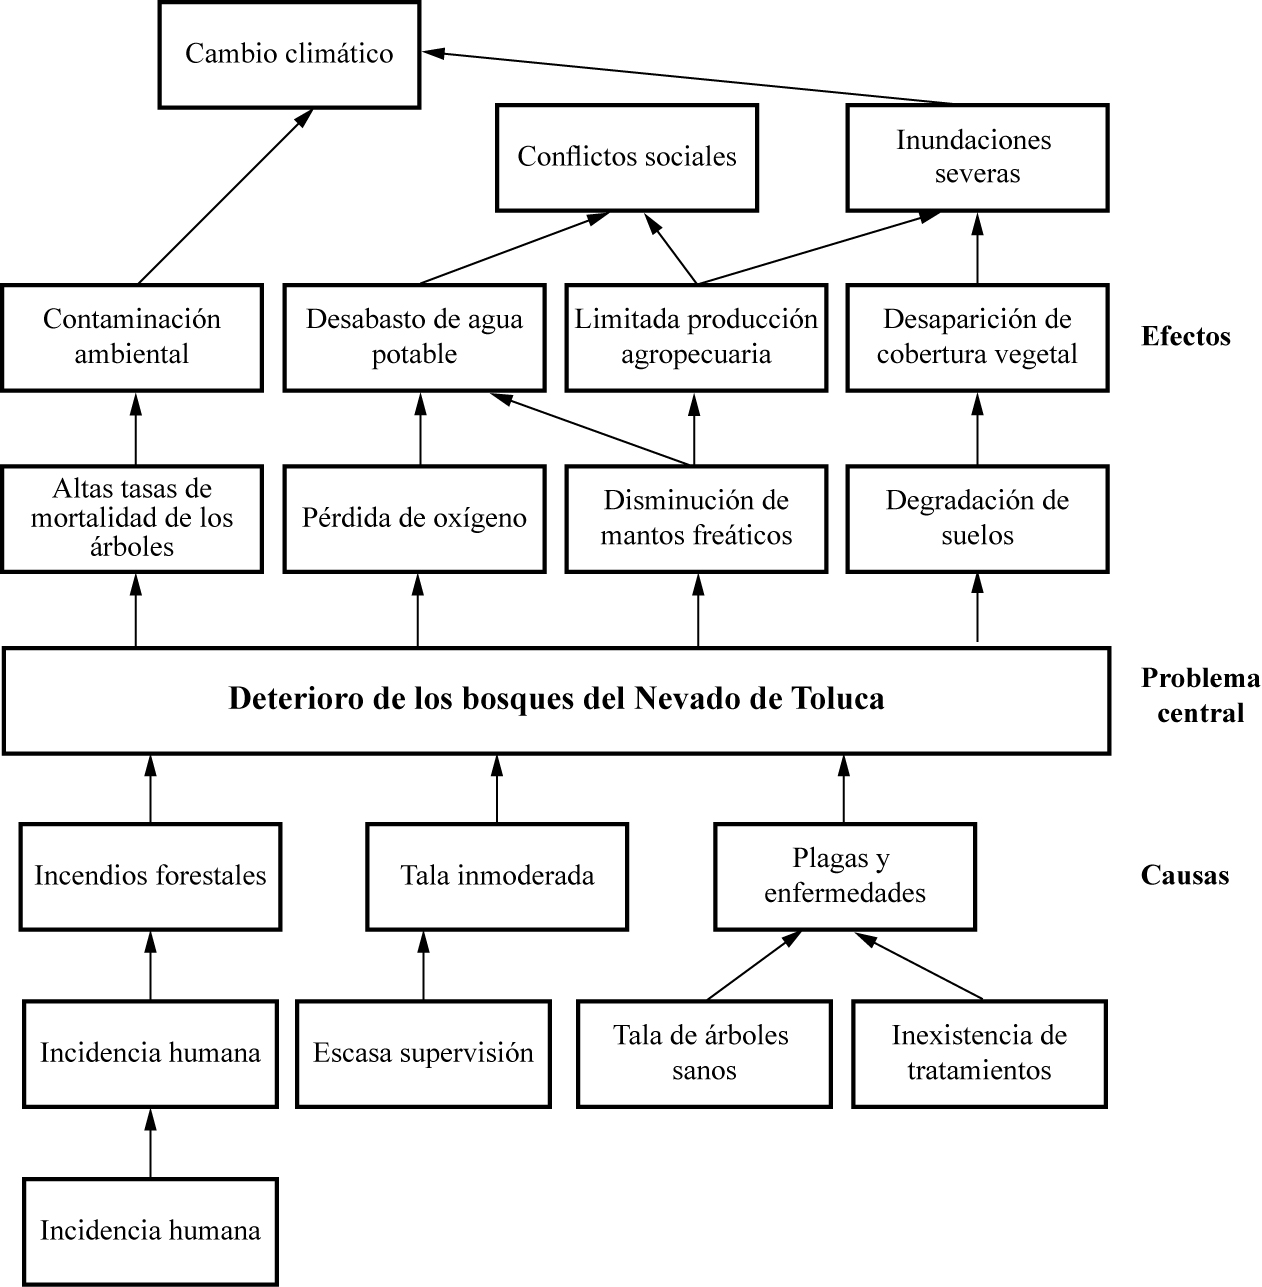 Cambio climático
Conflictos sociales
Inundaciones
severas
Contaminación
ambiental
Desabasto de agua
potable
Limitada producción
agropecuaria
Desaparición de
cobertura vegetal
Efectos
Altas tasas de
mortalidad de los
árboles
Pérdida de oxígeno
Disminución de
mantos freáticos
Degradación de
suelos
Deterioro de los bosques del Nevado de Toluca
Problema
central
Incendios forestales
Tala inmoderada
Plagas y
enfermedades
Causas
Incidencia humana
Escasa supervisión
Tala de árboles
sanos
Inexistencia de
tratamientos
Incidencia humana